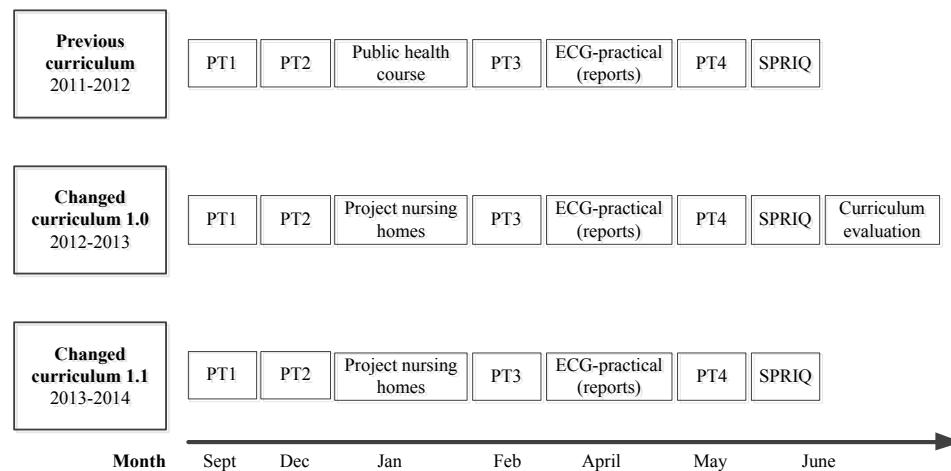 Previous
curriculum
2011-2012
PT1
PT2
Public health
course
PT3
ECG-practical
(reports)
PT4
SPRIQ
Changed
curriculum 1.0
2012-2013
PT1
PT2
Project nursing
homes
PT3
ECG-practical
(reports)
PT4
SPRIQ
Curriculum
evaluation
Changed
curriculum 1.1
2013-2014
PT1
PT2
Project nursing
homes
PT3
ECG-practical
(reports)
PT4
SPRIQ
Month Sept Dec Jan Feb April May June